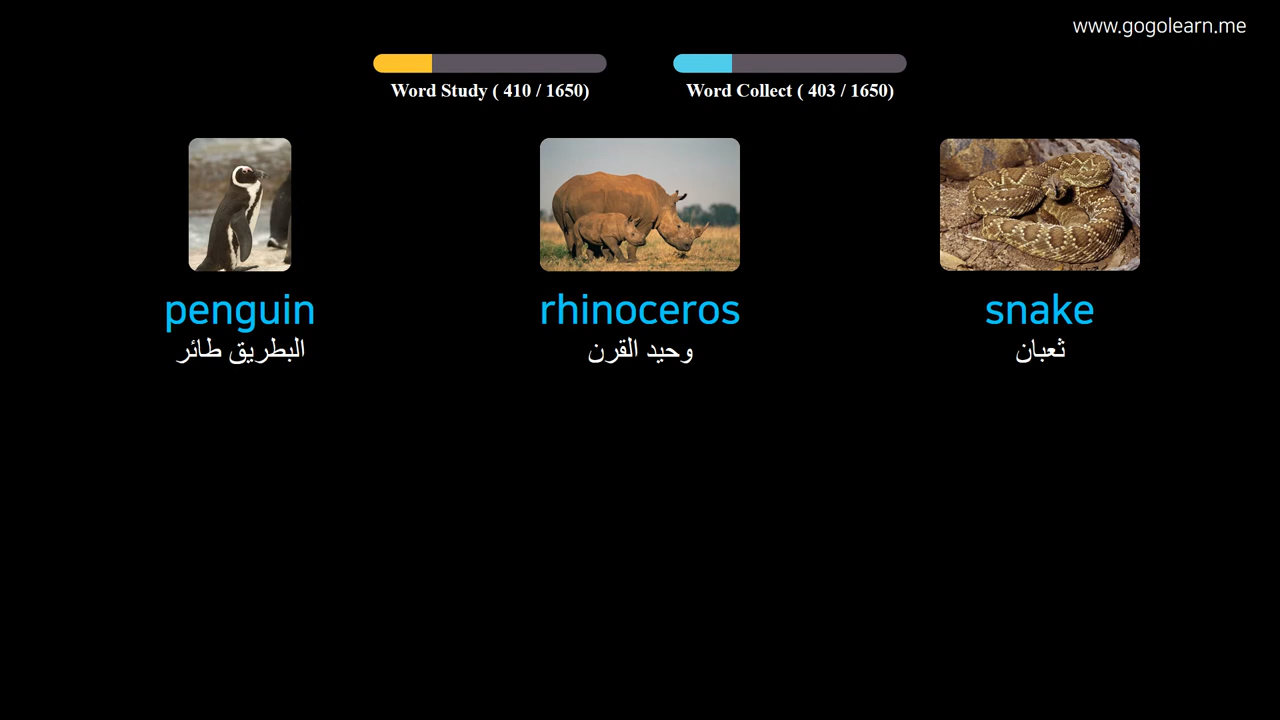 www.gogolearn.me
Word Study ( 410 / 1650)
Word Collect ( 403 / 1650)
penguin
البطريق طائر
rhinoceros
وحيد القرن
snake
ثعبان